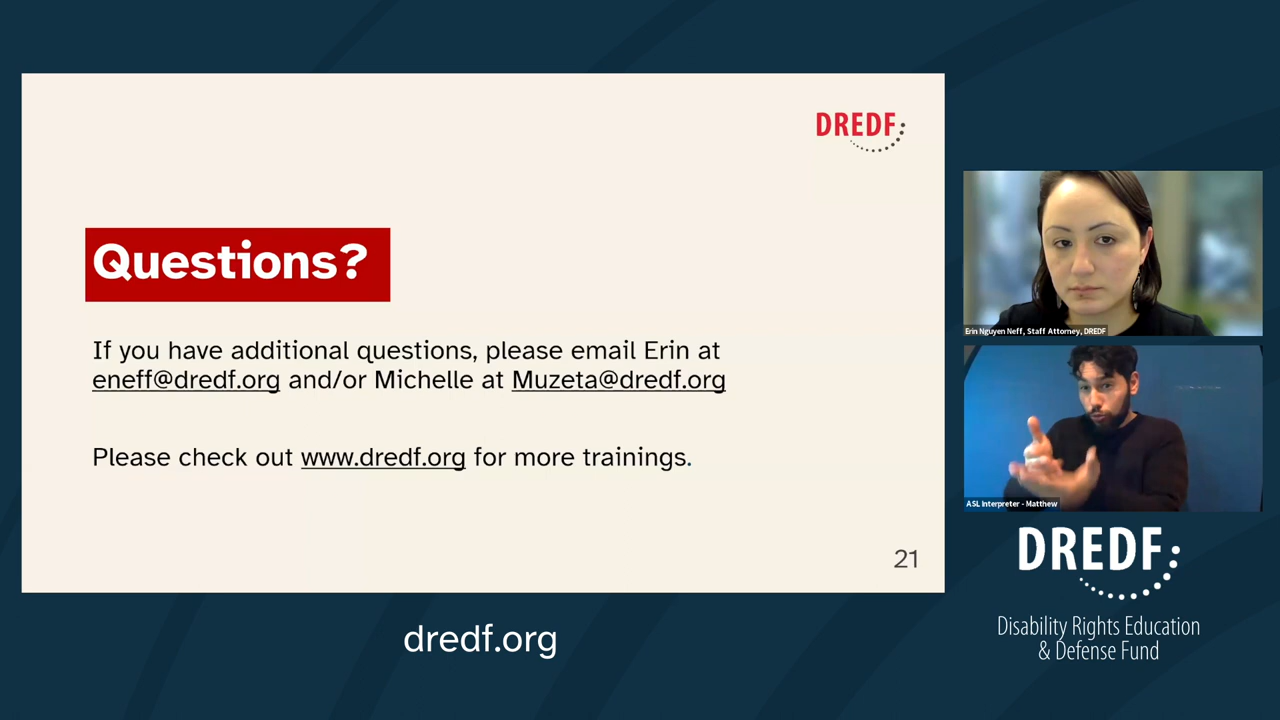 DREDF
Questions?
If you have additional questions, please email Erin at
eneff@dredf.org and/or Michelle at Muzeta@dredf.org
Please check out www.dredf.org for more trainings.
21
Erin Nguyen Neff, Staff Attorney, DREDF
ASL Interpreter - Matthew
DREDF
Disability Rights Education
& Defense Fund
dredf.org